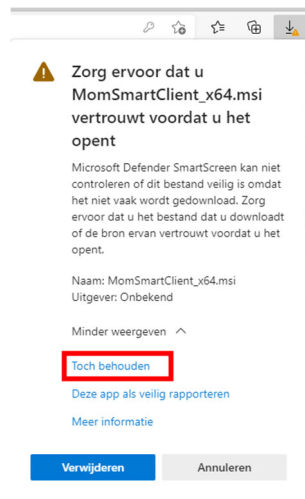 Zorg ervoor dat u
MomSmartClient_x64.msi
vertrouwt voordat u het
opent
Microsoft Defender SmartScreen kan niet
controleren of dit bestand veilig is omdat
het niet vaak wordt gedownload. Zorg
ervoor dat u het bestand dat u downloadt
of de bron ervan vertrouwt voordat u het
opent.
Naam: MomSmartClient_x64.msi
Uitgever: Onbekend
Minder weergeven
Toch behouden
Deze app als veilig rapporteren
Meer informatie
Verwijderen
Annuleren